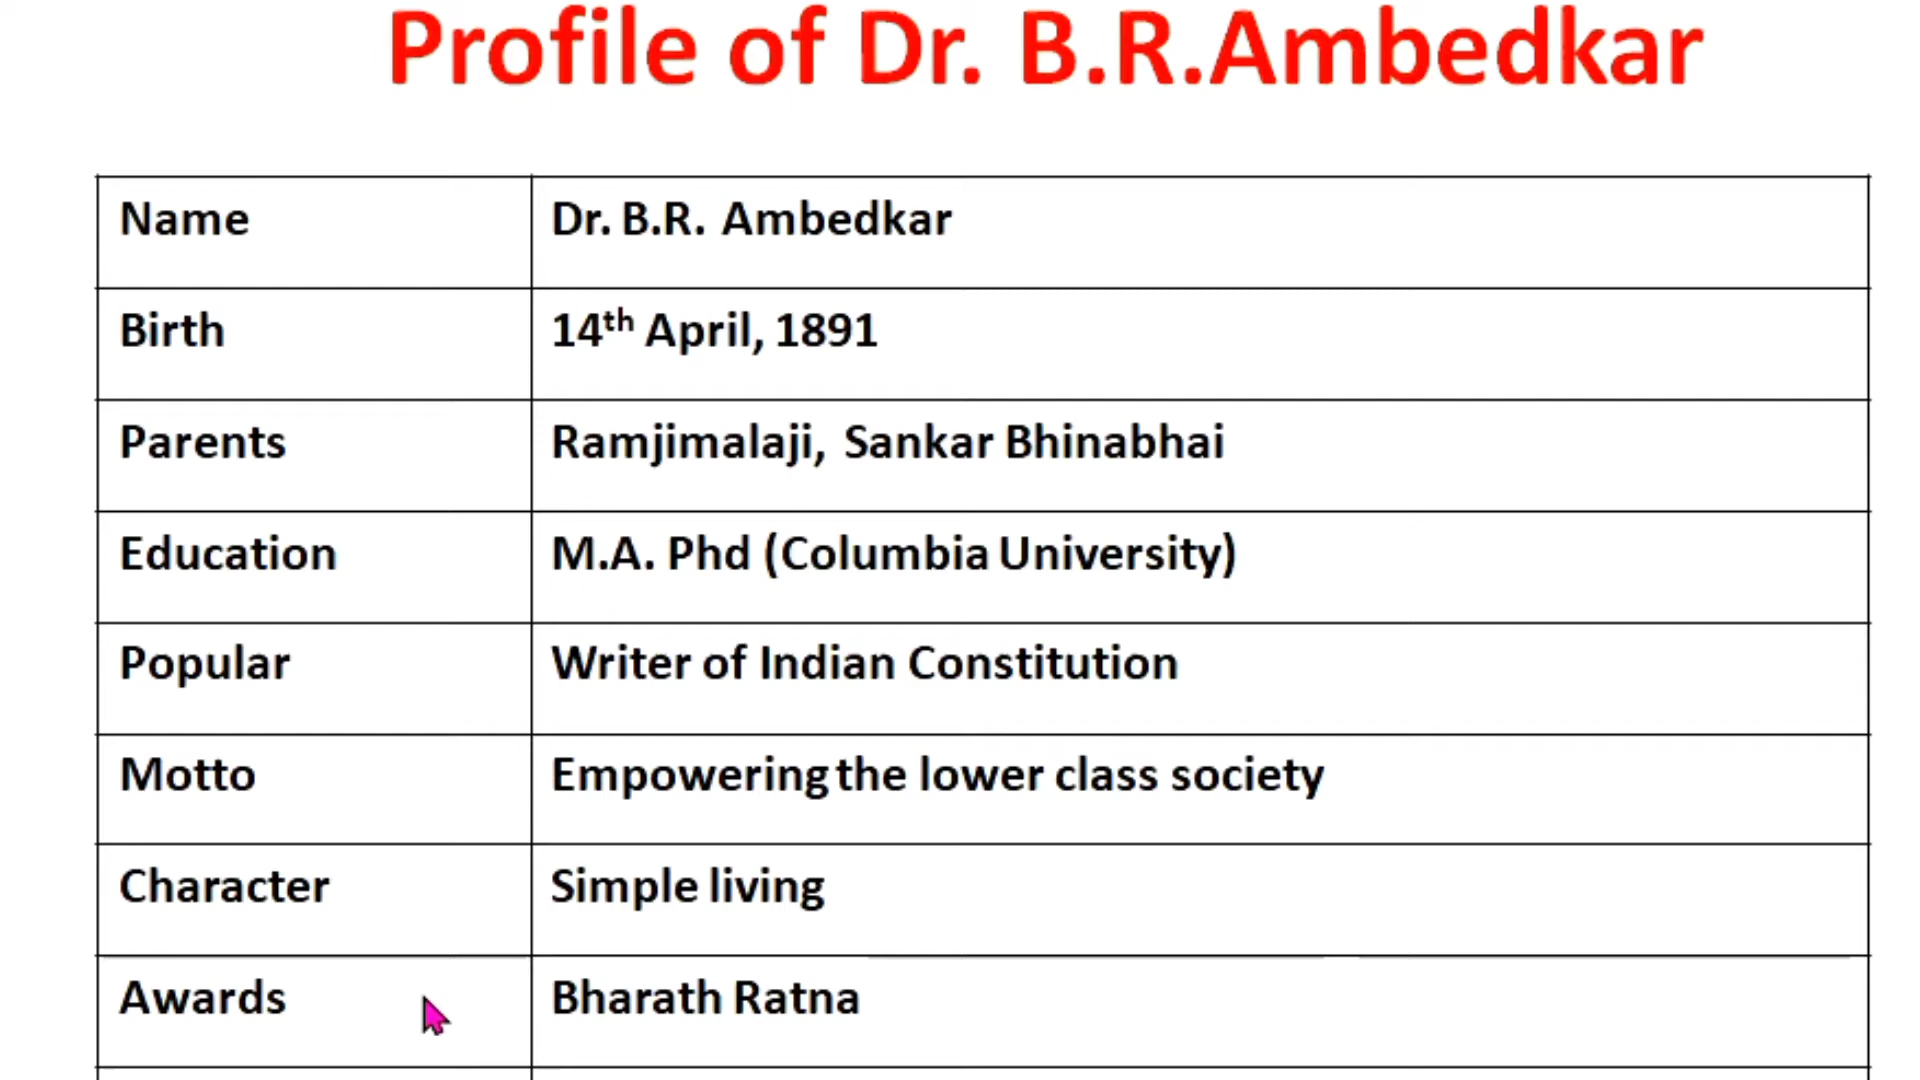 Profile of Dr. B.R.Ambedkar
Name Dr. B.R. Ambedkar
Birth 14th April, 1891
Parents Ramjimalaji, Sankar Bhinabhai
Education M.A. Phd (Columbia University)
Popular Writer of Indian Constitution
Motto Empowering the lower class society
Character Simple living
Awards Bharath Ratna